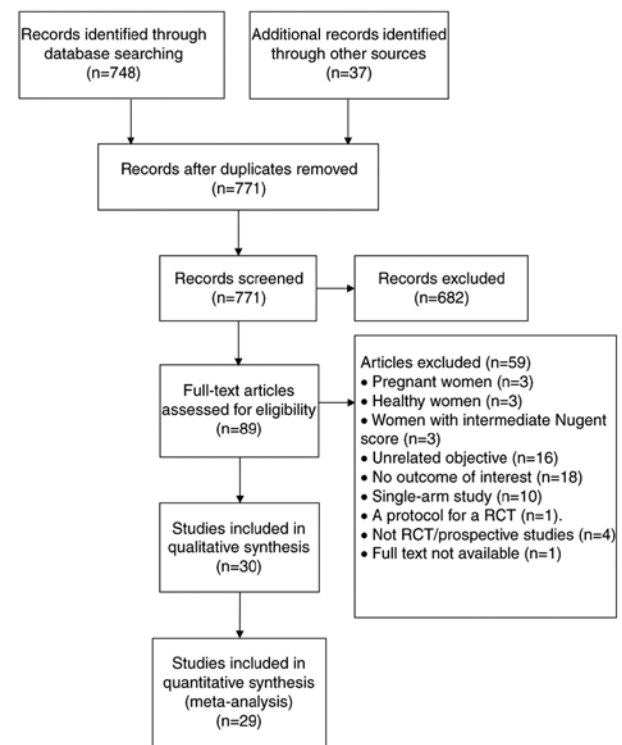 Records identified through
database searching
(n=748)
Additional records identified
through other sources
(n=37)
Records after duplicates removed
(n=771)
Records screened
(n=771)
Records excluded
(n=682)
Full-text articles
assessed for eligibility
(n=89)
Articles excluded (n=59)
• Pregnant women (n=3)
• Healthy women (n=3)
• Women with intermediate Nugent
score (n=3)
• Unrelated objective (n=16)
• No outcome of interest (n=18)
• Single-arm study (n=10)
• A protocol for a RCT (n=1).
• Not RCT/prospective studies (n=4)
• Full text not available (n=1)
Studies included in
qualitative synthesis
(n=30)
Studies included in
quantitative synthesis
(meta-analysis)
(n=29)